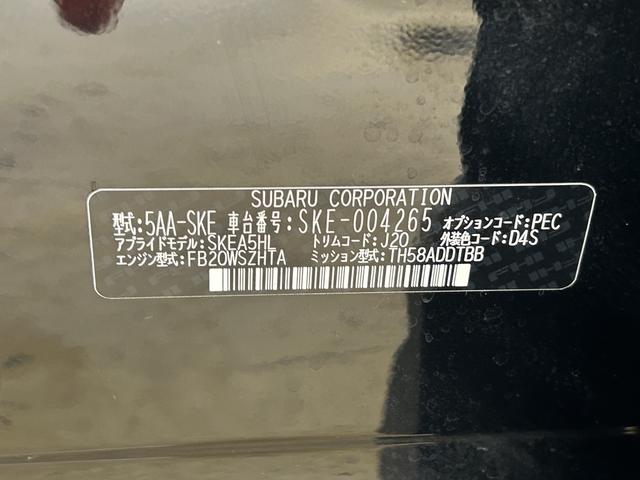 SUBARU CORPORATION
型式:5AA-SKE 車台番号:SKE-004265 オプションコード:PEC
アプライドモデル:SKEA5HL トリムコード:J20 外装色コード:D4S
エンジン型式:FB20WSZHTA ミッション型式:TH58ADDTBB